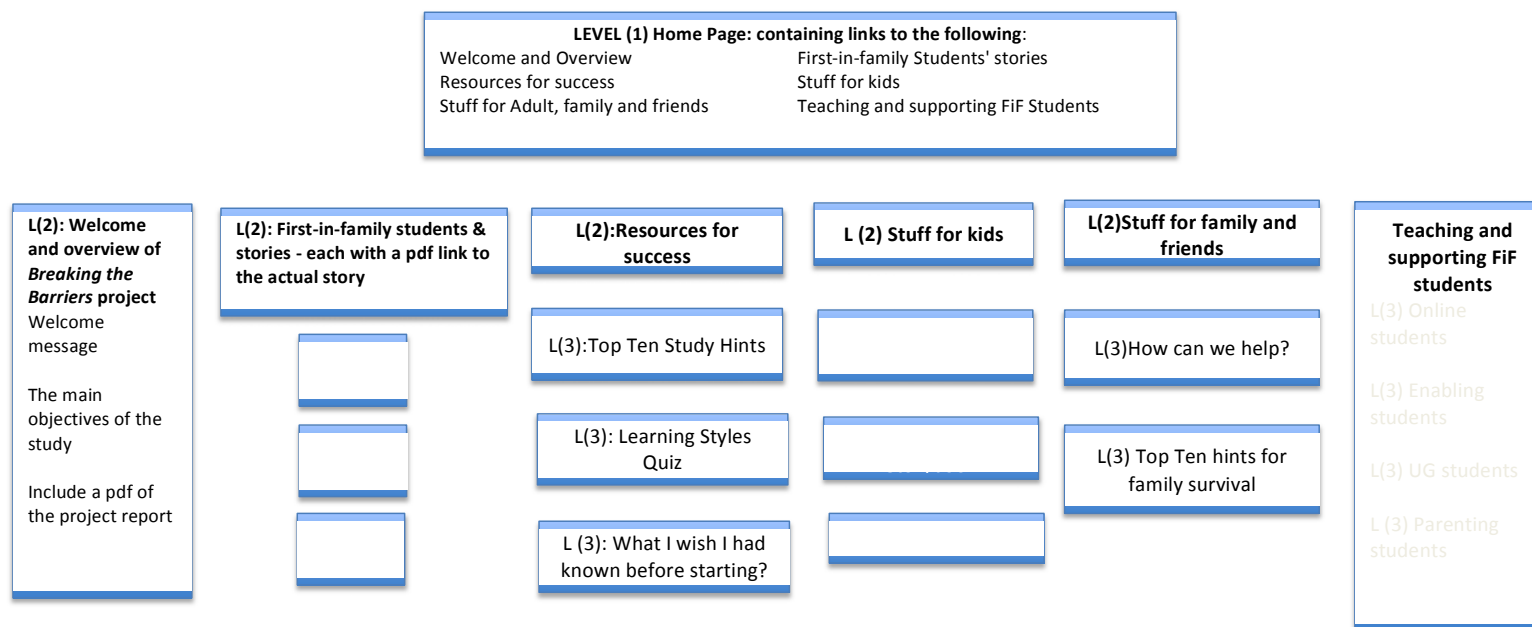 LEVEL (1) Home Page: containing links to the following:
Welcome and Overview
First-in-family Students' stories
Resources for success
Stuff for kids
Stuff for Adult, family and friends
Teaching and supporting FiF Students
L(2): Welcome
and overview of
Breaking the
Barriers project
Welcome
message
The main
objectives of the
study
Include a pdf of
the project report
L(2): First-in-family students &
stories - each with a pdf link to
the actual story
L(2):Resources for
success
L(3):Top Ten Study Hints
L(3): Learning Styles
Quiz
L (3): What I wish I had
known before starting?
L (2) Stuff for kids
L(2)Stuff for family and
friends
L(3)How can we help?
L(3) Top Ten hints for
family survival
Teaching and
supporting FiF
students
L(3) Online
students
L(3) Enabling
students
L(3) UG students
L (3) Parenting
students